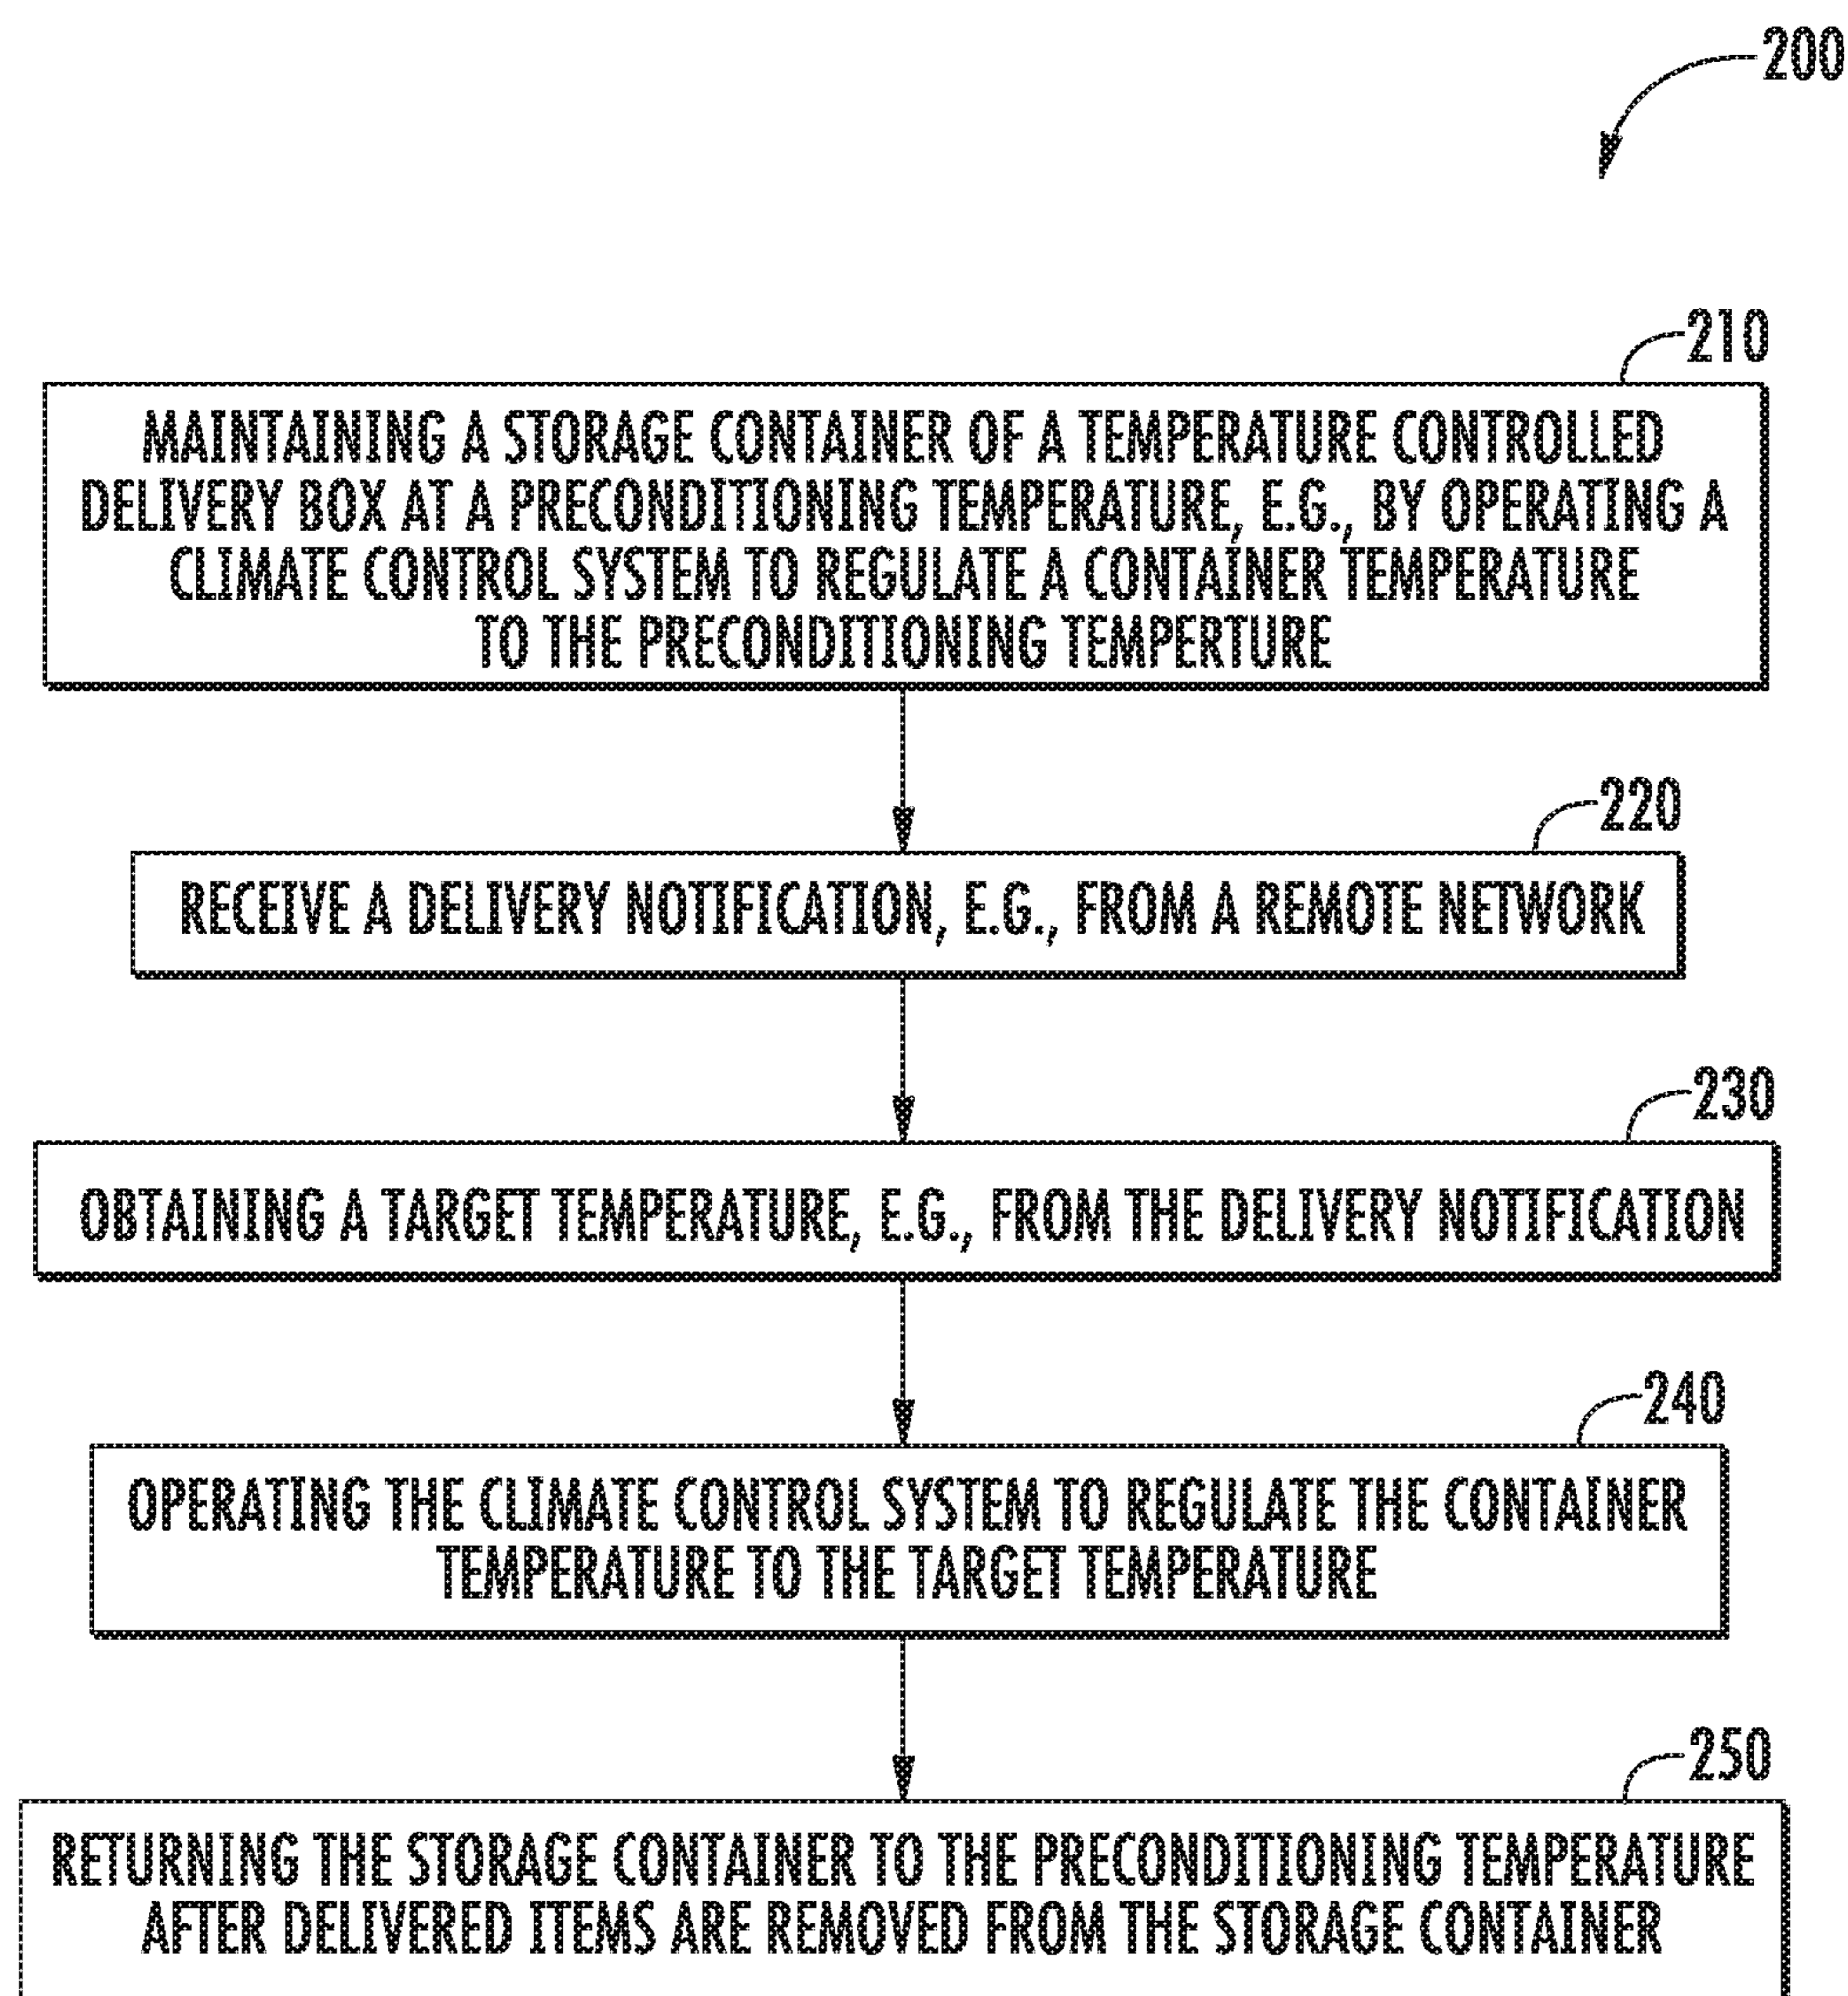 200
210
MAINTAINING A STORAGE CONTAINER OF A TEMPERATURE CONTROLLED
DELIVERY BOX AT A PRECONDITIONING TEMPERATURE, E.G., BY OPERATING A
CLIMATE CONTROL SYSTEM TO REGULATE A CONTAINER TEMPERATURE
TO THE PRECONDITIONING TEMPERTURE
220
RECEIVE A DELIVERY NOTIFICATION, E.G., FROM A REMOTE NETWORK
230
OBTAINING A TARGET TEMPERATURE, E.G., FROM THE DELIVERY NOTIFICATION
240
OPERATING THE CLIMATE CONTROL SYSTEM TO REGULATE THE CONTAINER
TEMPERATURE TO THE TARGET TEMPERATURE
250
RETURNING THE STORAGE CONTAINER TO THE PRECONDITIONING TEMPERATURE
AFTER DELIVERED ITEMS ARE REMOVED FROM THE STORAGE CONTAINER